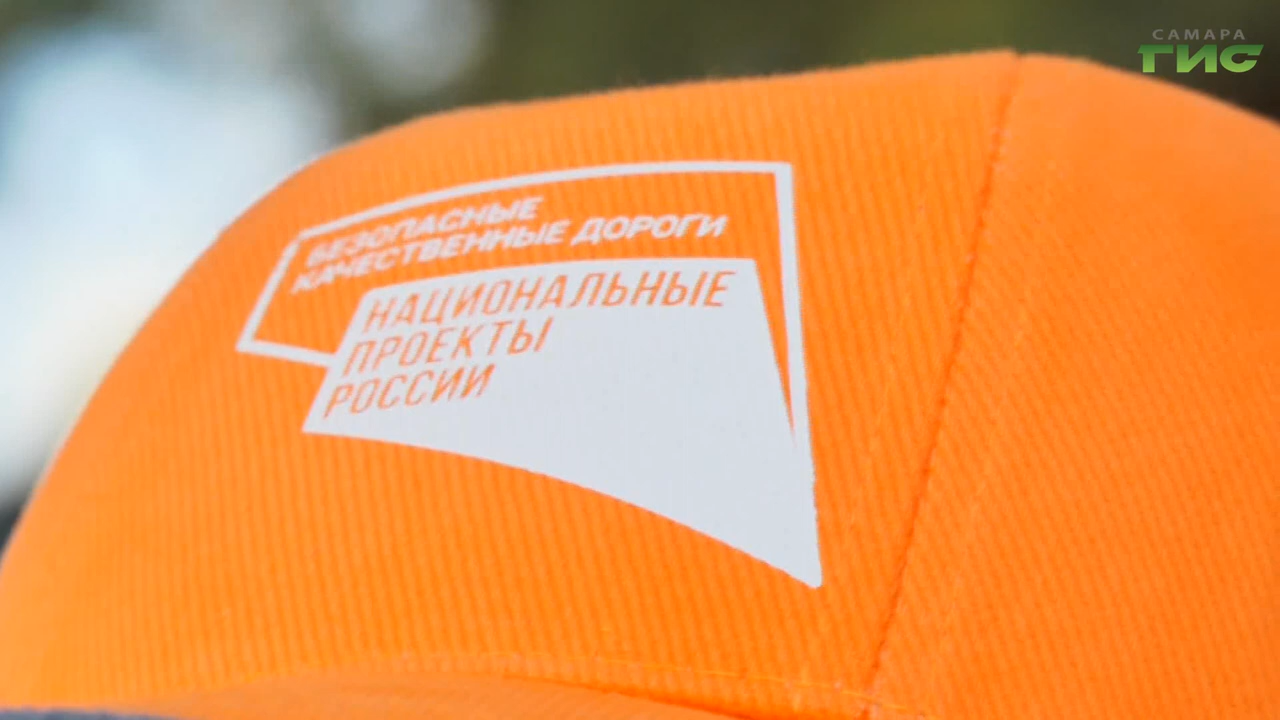 САМАРА
ГИС
БЕЗОПАСНЫЕ
КАЧЕСТВЕННЫЕ ДОРОГИ
НАЦИОНАЛЬНЫЕ
ПРОЕКТЫ
РОССИИ